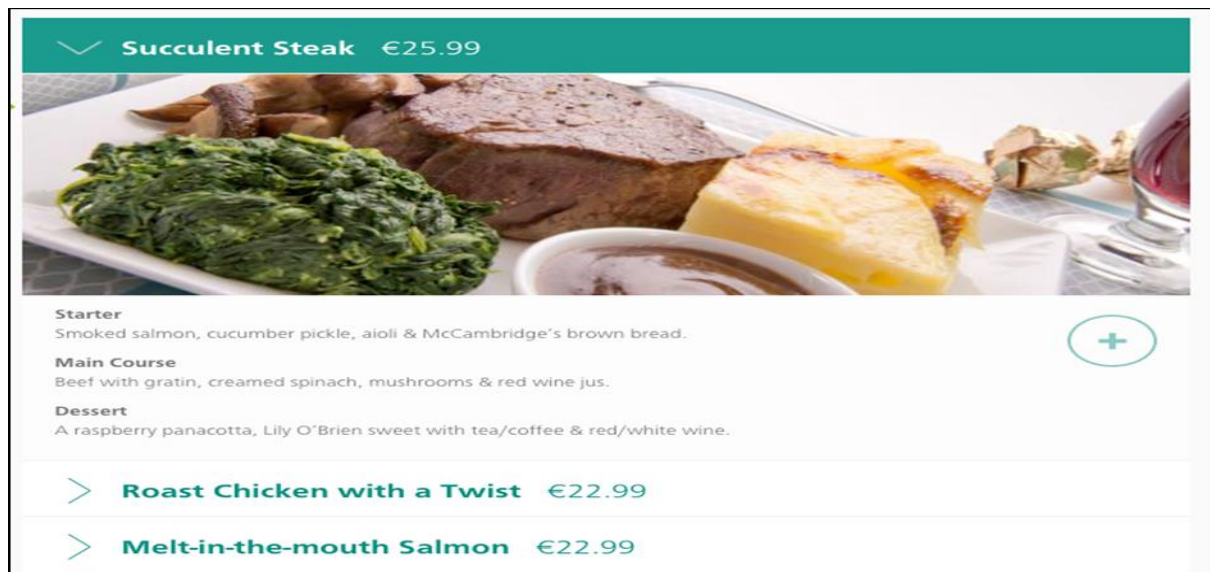 Succulent Steak €25.99
Starter
Smoked salmon, cucumber pickle, aioli & McCambridge's brown bread.
Main Course
Beef with gratin, creamed spinach, mushrooms & red wine jus.
Dessert
A raspberry panacotta, Lily O'Brien sweet with tea/coffee & red/white wine.
Roast Chicken with a Twist €22.99
Melt-in-the-mouth Salmon €22.99